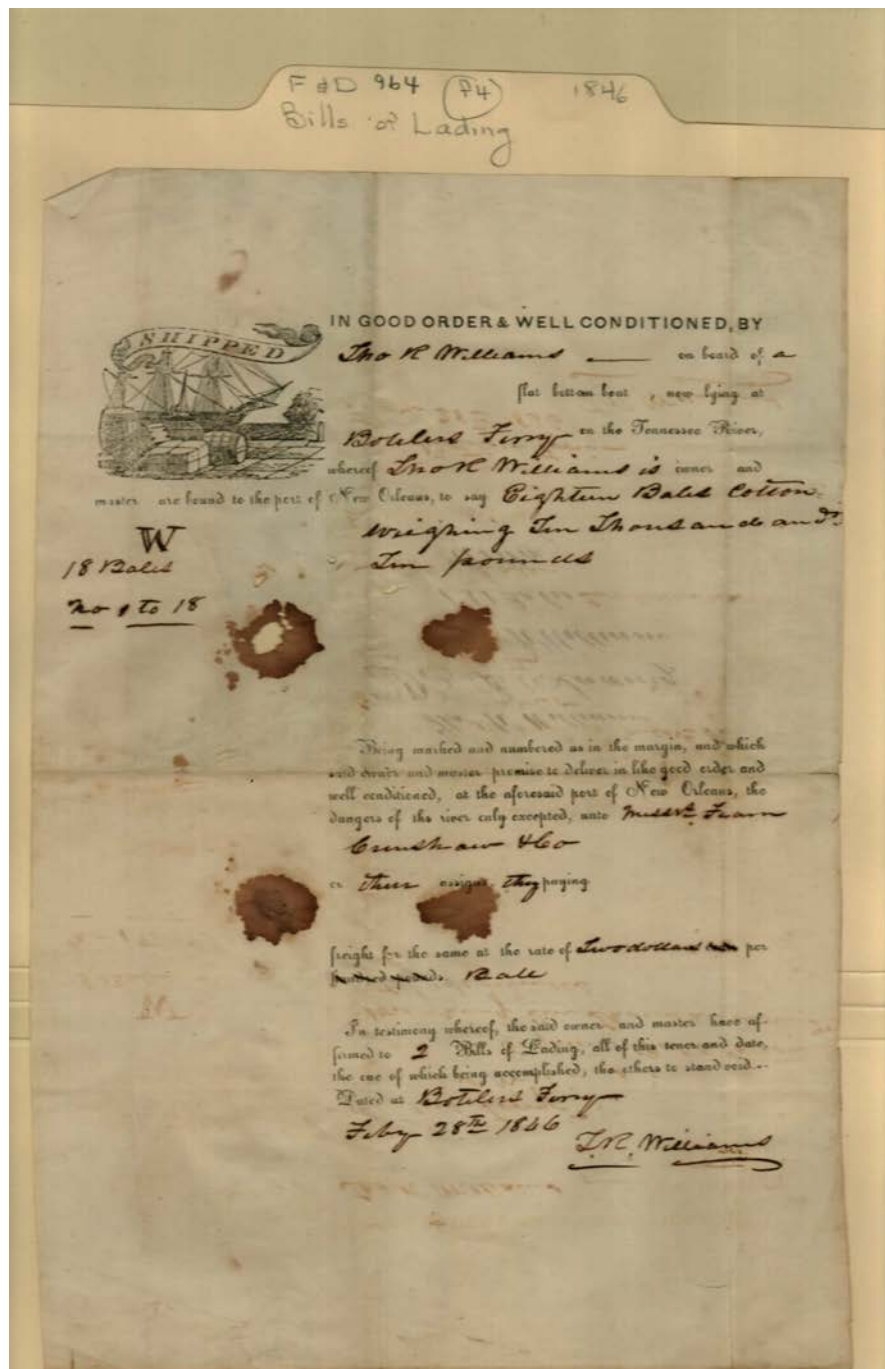 F & D 964 P4 1846
Bills of Lading
SHIPPED
IN GOOD ORDER & WELL CONDITIONED, BY
Tho R Williams — on board of a
flat bottom boat, now lying at
Botelers Ferry on the Tennessee River,
whereof Tho R Williams is owner and
master are bound to the port of New Orleans, to say Eighteen Bales Cotton
weighing Ten Thousand and
Ten pounds
W
18 Bales
No 1 to 18
Being marked and numbered as in the margin, and which
said owner and master promise to deliver in like good order and
well conditioned, at the aforesaid port of New Orleans, the
dangers of the river only excepted, unto Messrs. Fearn
Crenshaw & Co
or their assigns, they paying
freight for the same at the rate of Two dollars per
hundred pounds Bale
In testimony whereof, the said owner and master have af-
firmed to 2 Bills of Lading, all of this tenor and date,
the one of which being accomplished, the others to stand void.
Dated at Botelers Ferry
Feby 28th 1846
T.R. Williams